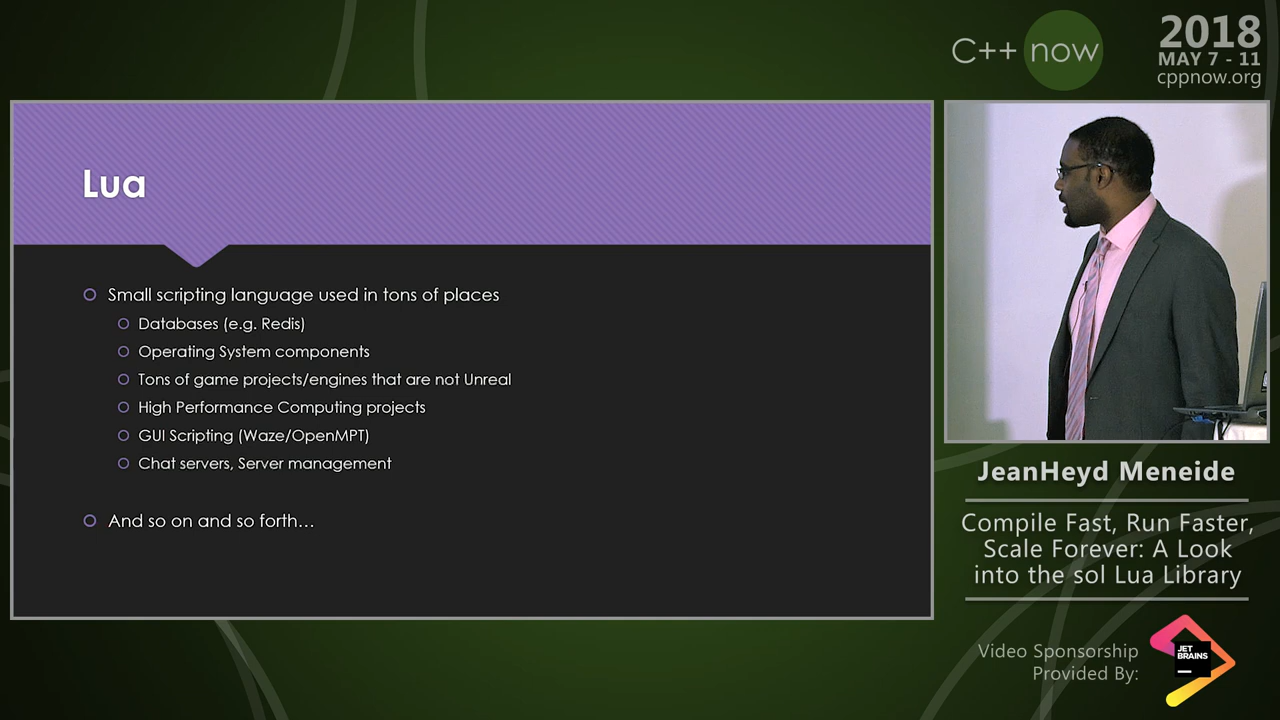 C++ now
2018
MAY 7 - 11
cppnow.org
Lua
Small scripting language used in tons of places
Databases (e.g. Redis)
Operating System components
Tons of game projects/engines that are not Unreal
High Performance Computing projects
GUI Scripting (Waze/OpenMPT)
Chat servers, Server management
And so on and so forth...
JeanHeyd Meneide
Compile Fast, Run Faster,
Scale Forever: A Look
into the sol Lua Library
Video Sponsorship
Provided By:
JET
BRAINS